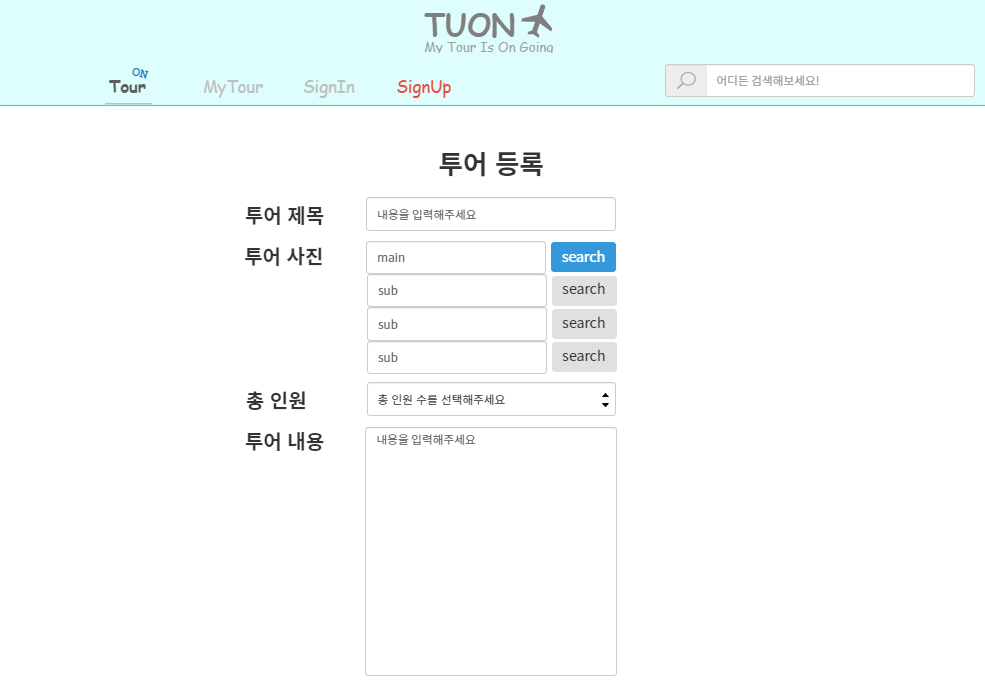 TUON
My Tour Is On Going
ON
Tour MyTour SignIn SignUp 어디든 검색해보세요!
투어 등록
투어 제목 내용을 입력해주세요
투어 사진 main search
sub search
sub search
sub search
총 인원 총 인원 수를 선택해주세요
투어 내용 내용을 입력해주세요